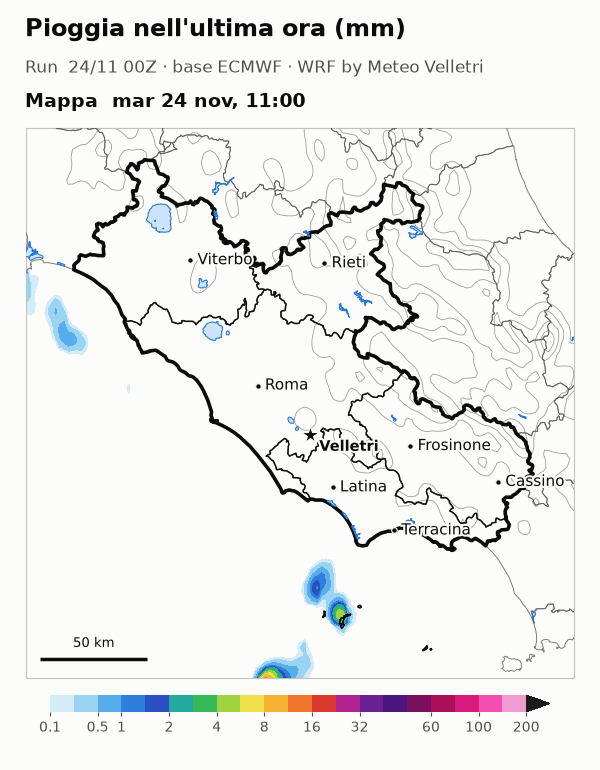 Pioggia nell'ultima ora (mm)
Run  24/11 00Z · base ECMWF · WRF by Meteo Velletri
Mappa  mar 24 nov, 11:00
Viterbo
Rieti
Roma
Velletri
Frosinone
Cassino
Latina
Terracina
50 km
0.1 0.5 1 2 4 8 16 32 60 100 200